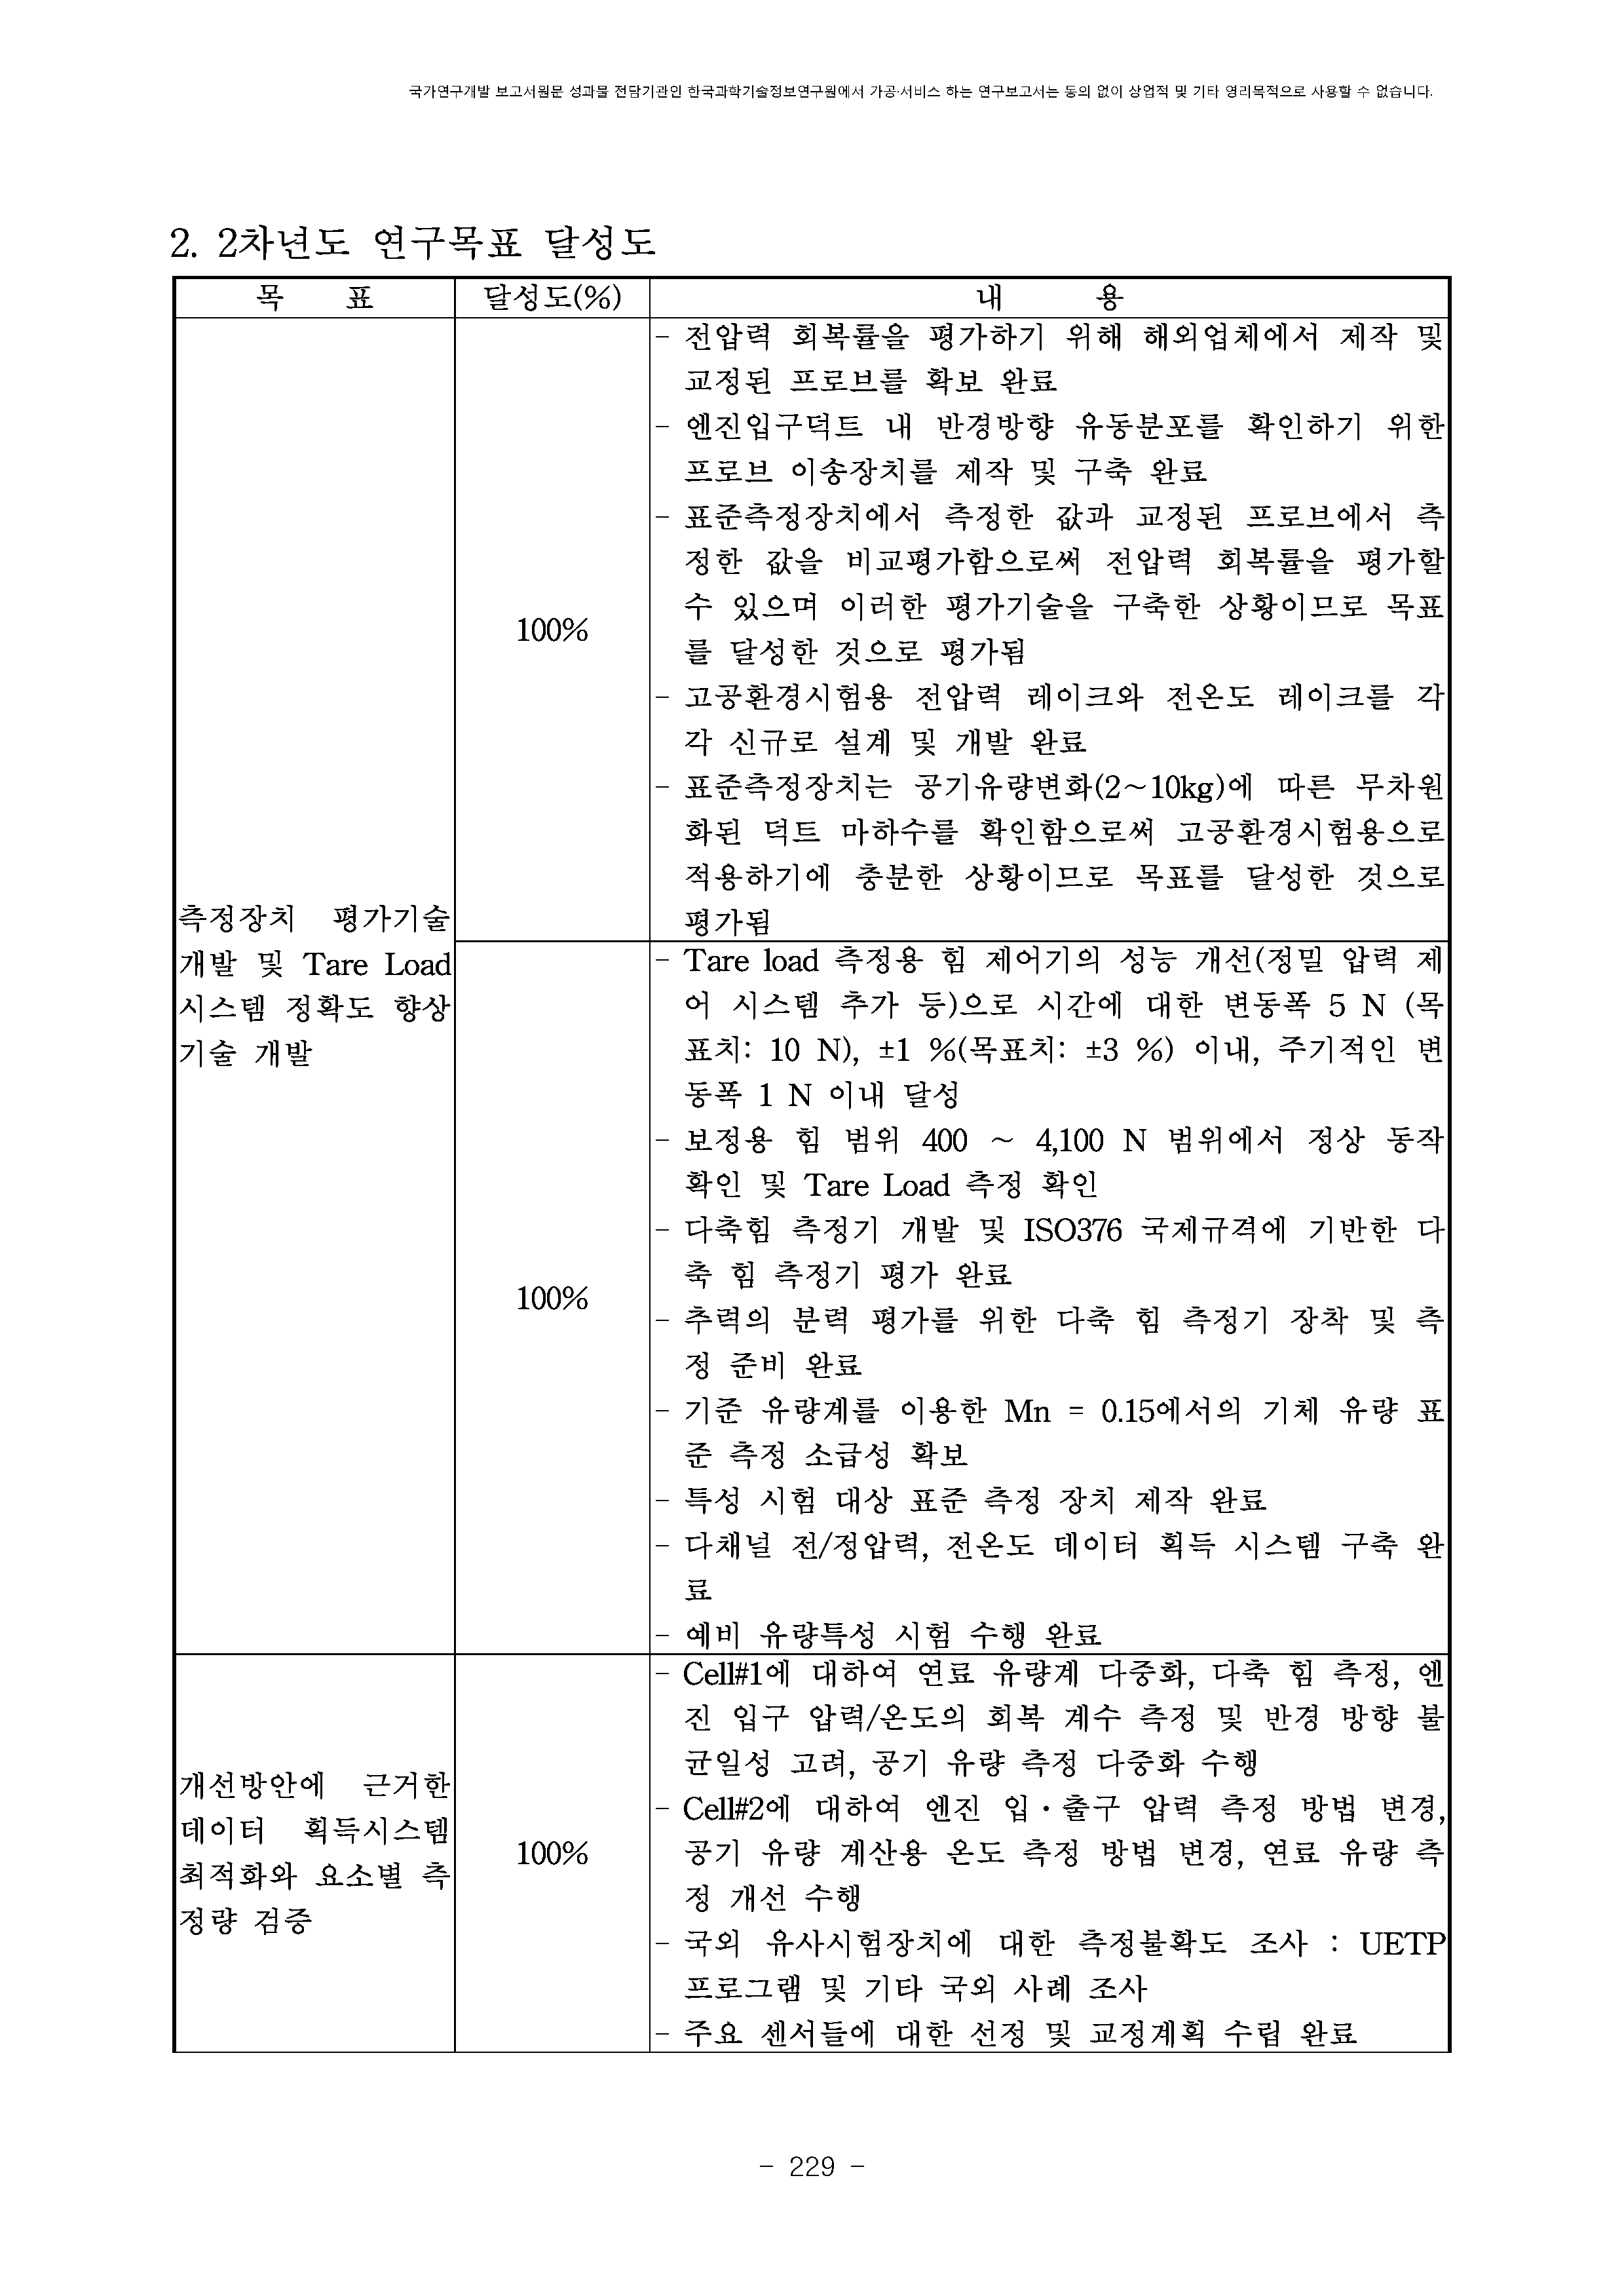 국가연구개발 보고서원문 성과물 전담기관인 한국과학기술정보연구원에서 가공·서비스 하는 연구보고서는 동의 없이 상업적 및 기타 영리목적으로 사용할 수 없습니다.
2. 2차년도 연구목표 달성도
목 표 달성도(%) 내 용
측정장치 평가기술
개발 및 Tare Load
시스템 정확도 향상
기술 개발
100%
- 전압력 회복률을 평가하기 위해 해외업체에서 제작 및
교정된 프로브를 확보 완료
- 엔진입구덕트 내 반경방향 유동분포를 확인하기 위한
프로브 이송장치를 제작 및 구축 완료
- 표준측정장치에서 측정한 값과 교정된 프로브에서 측
정한 값을 비교평가함으로써 전압력 회복률을 평가할
수 있으며 이러한 평가기술을 구축한 상황이므로 목표
를 달성한 것으로 평가됨
- 고공환경시험용 전압력 레이크와 전온도 레이크를 각
각 신규로 설계 및 개발 완료
- 표준측정장치는 공기유량변화(2~10kg)에 따른 무차원
화된 덕트 마하수를 확인함으로써 고공환경시험용으로
적용하기에 충분한 상황이므로 목표를 달성한 것으로
평가됨
100%
- Tare load 측정용 힘 제어기의 성능 개선(정밀 압력 제
어 시스템 추가 등)으로 시간에 대한 변동폭 5 N (목
표치: 10 N), ±1 %(목표치: ±3 %) 이내, 주기적인 변
동폭 1 N 이내 달성
- 보정용 힘 범위 400 ~ 4,100 N 범위에서 정상 동작
확인 및 Tare Load 측정 확인
- 다축힘 측정기 개발 및 ISO376 국제규격에 기반한 다
축 힘 측정기 평가 완료
- 추력의 분력 평가를 위한 다축 힘 측정기 장착 및 측
정 준비 완료
- 기준 유량계를 이용한 Mn = 0.15에서의 기체 유량 표
준 측정 소급성 확보
- 특성 시험 대상 표준 측정 장치 제작 완료
- 다채널 전/정압력, 전온도 데이터 획득 시스템 구축 완
료
- 예비 유량특성 시험 수행 완료
개선방안에 근거한
데이터 획득시스템
최적화와 요소별 측
정량 검증
100%
- Cell#1에 대하여 연료 유량계 다중화, 다축 힘 측정, 엔
진 입구 압력/온도의 회복 계수 측정 및 반경 방향 불
균일성 고려, 공기 유량 측정 다중화 수행
- Cell#2에 대하여 엔진 입·출구 압력 측정 방법 변경,
공기 유량 계산용 온도 측정 방법 변경, 연료 유량 측
정 개선 수행
- 국외 유사시험장치에 대한 측정불확도 조사 : UETP
프로그램 및 기타 국외 사례 조사
- 주요 센서들에 대한 선정 및 교정계획 수립 완료
- 229 -